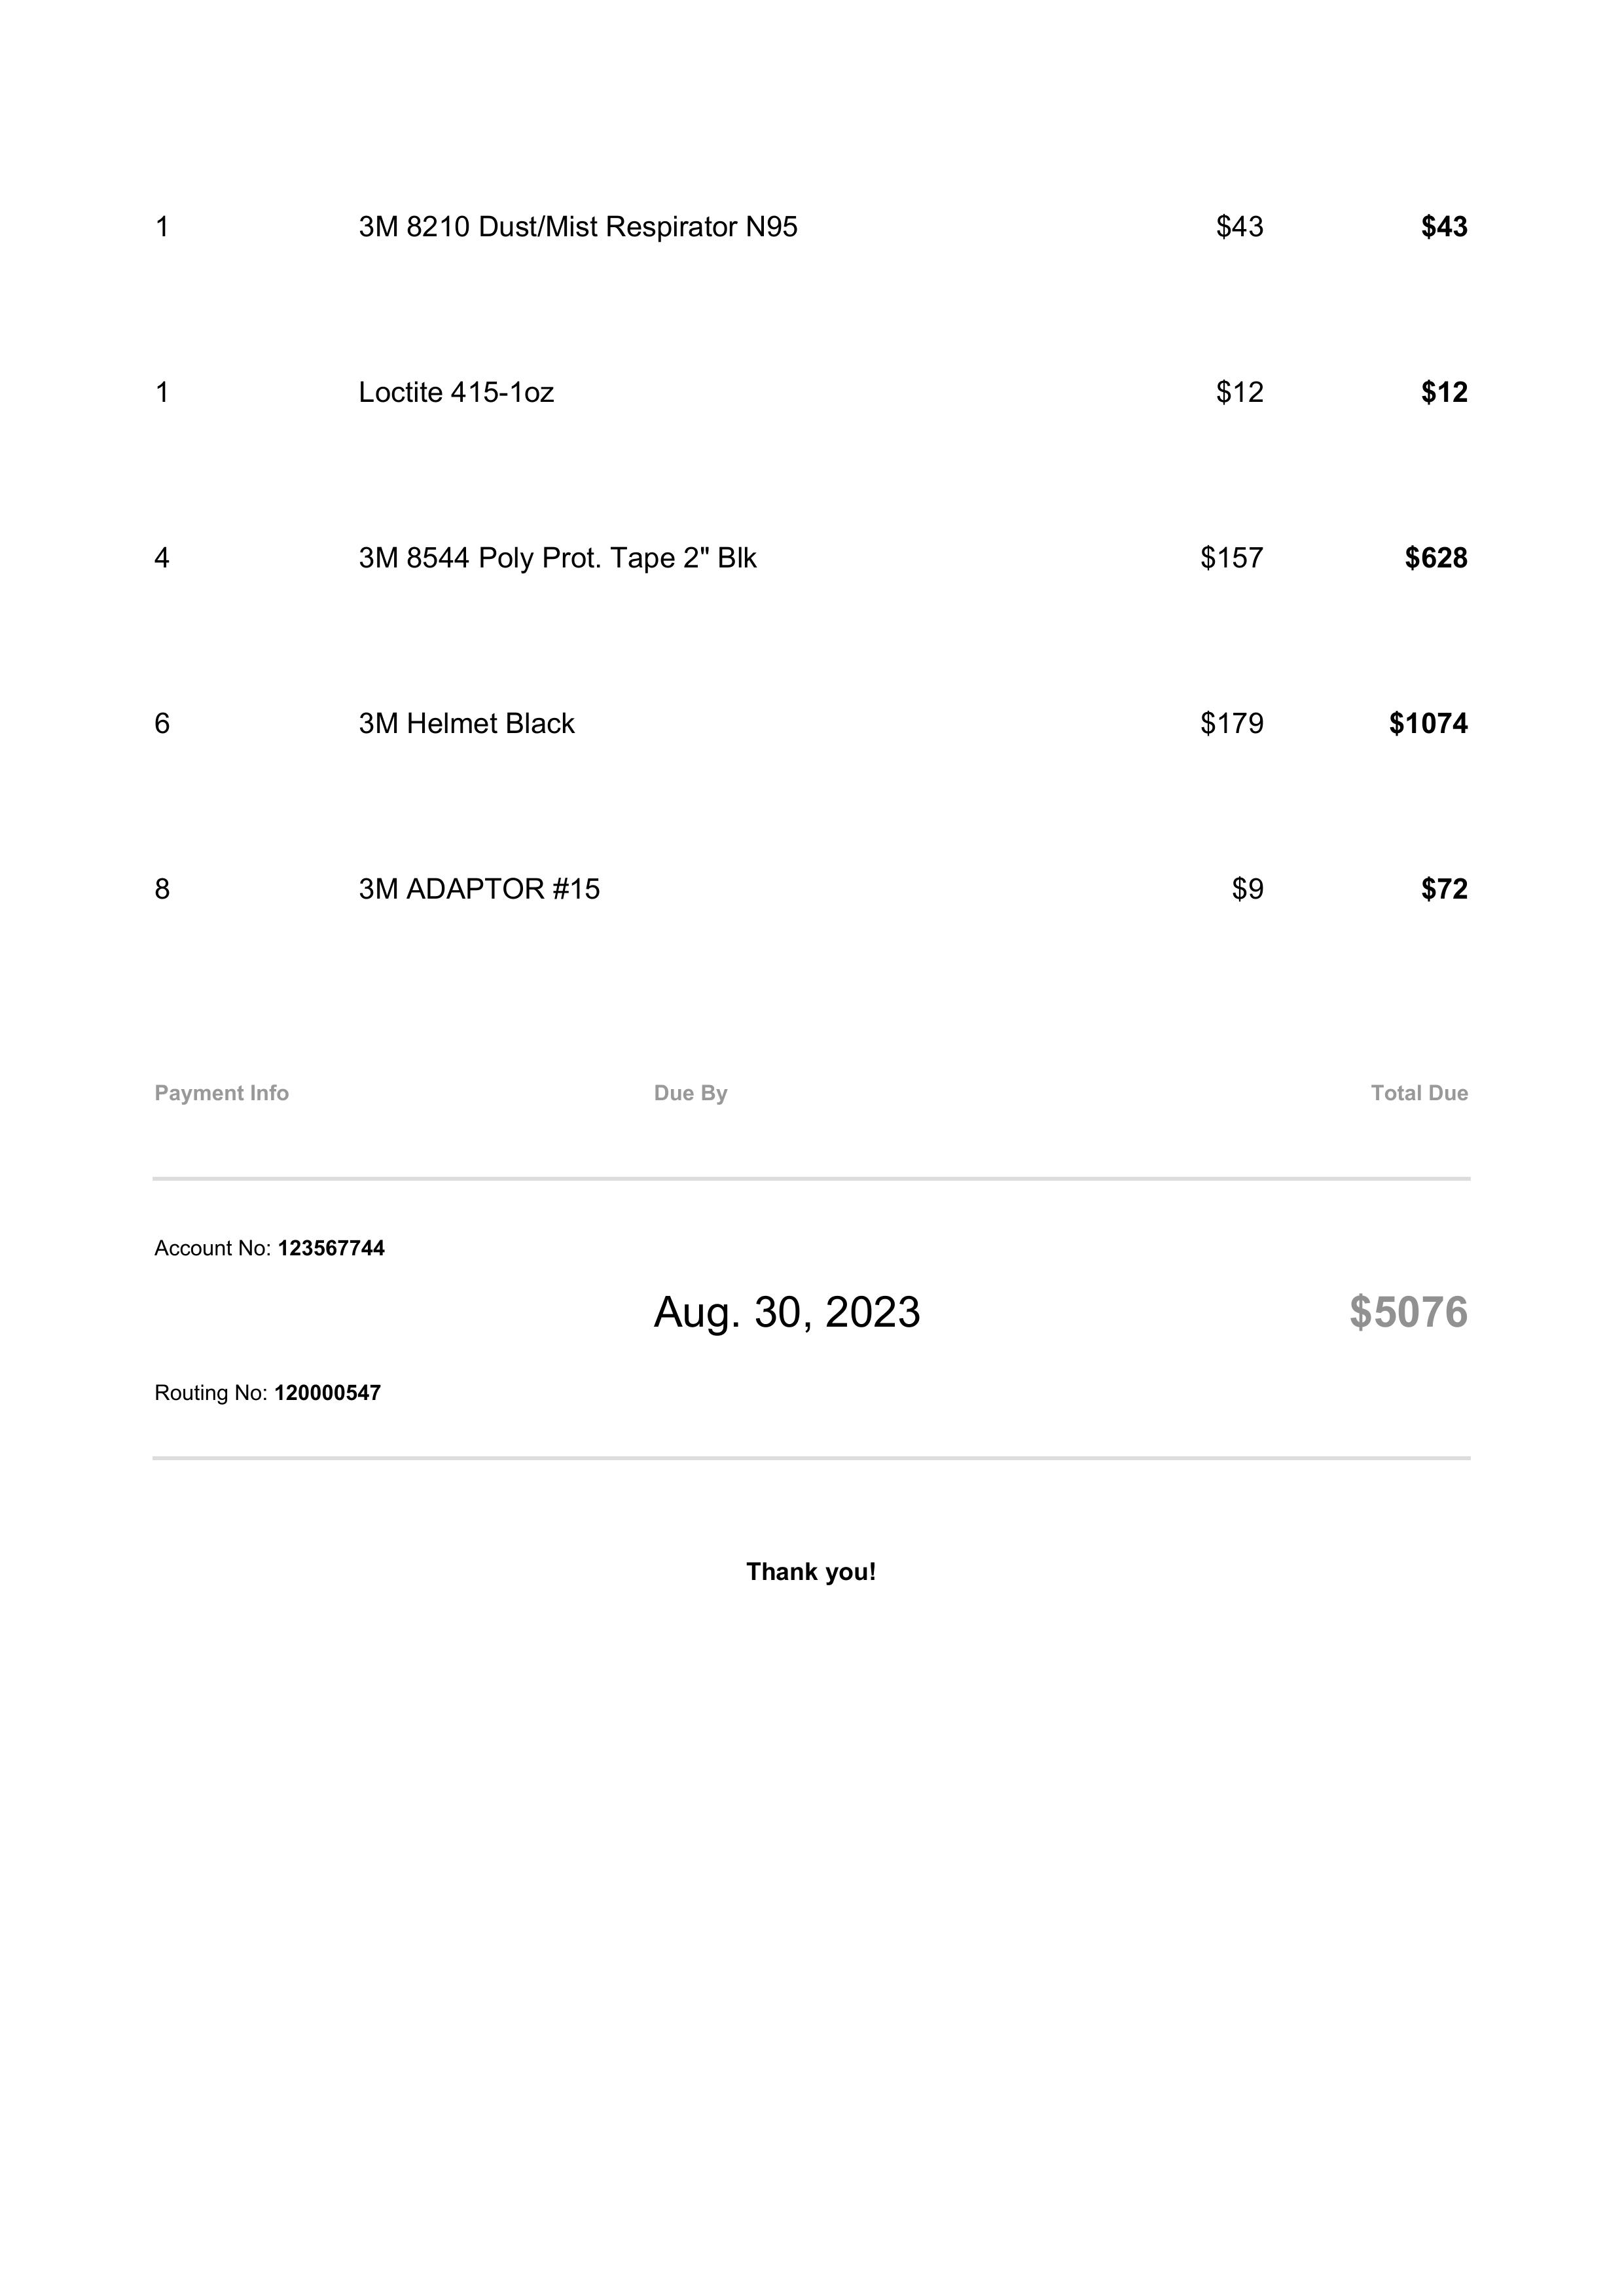 1 3M 8210 Dust/Mist Respirator N95 $43 $43
1 Loctite 415-1oz $12 $12
4 3M 8544 Poly Prot. Tape 2" Blk $157 $628
6 3M Helmet Black $179 $1074
8 3M ADAPTOR #15 $9 $72
Payment Info Due By Total Due
Account No: 123567744
Aug. 30, 2023 $5076
Routing No: 120000547
Thank you!